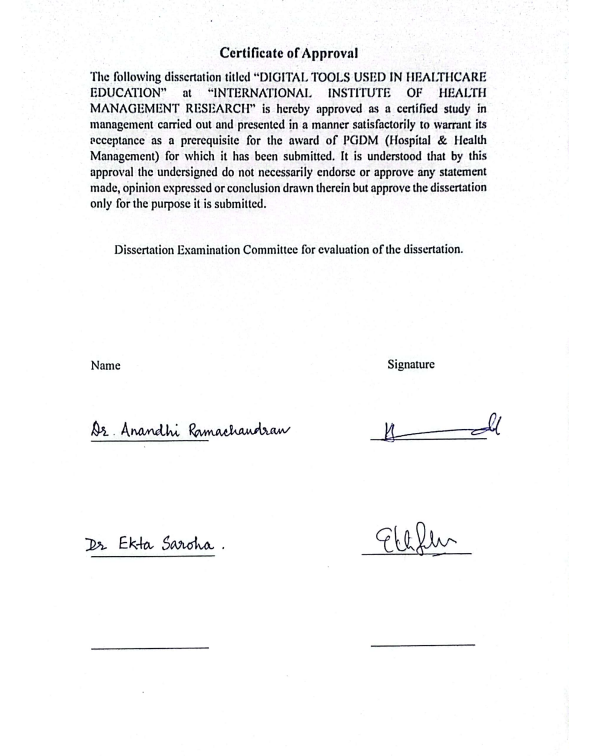 Certificate of Approval
The following dissertation titled “DIGITAL TOOLS USED IN HEALTHCARE
EDUCATION” at “INTERNATIONAL INSTITUTE OF HEALTH
MANAGEMENT RESEARCH” is hereby approved as a certified study in
management carried out and presented in a manner satisfactorily to warrant its
acceptance as a prerequisite for the award of PGDM (Hospital & Health
Management) for which it has been submitted. It is understood that by this
approval the undersigned do not necessarily endorse or approve any statement
made, opinion expressed or conclusion drawn therein but approve the dissertation
only for the purpose it is submitted.
Dissertation Examination Committee for evaluation of the dissertation.
Name Signature
Dr. Anandhi Ramachandran
Dr Ekta Saroha.